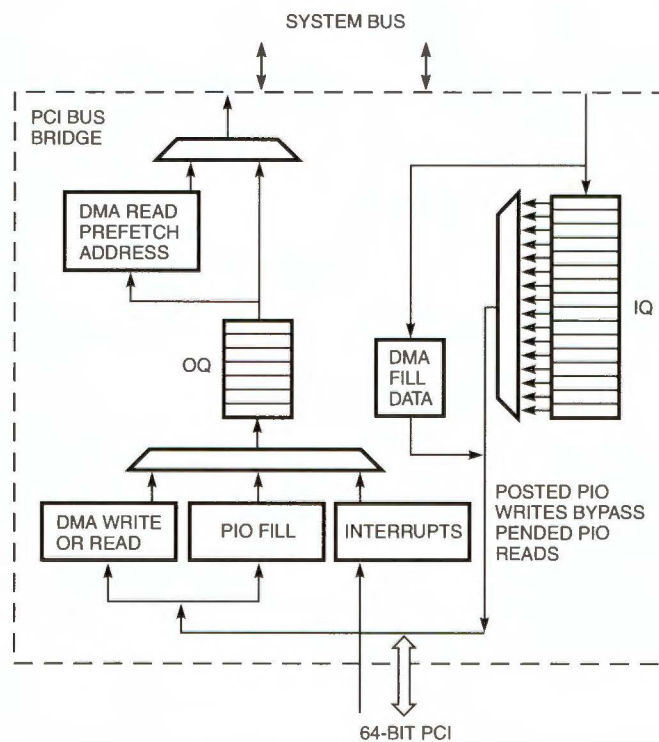 SYSTEM BUS
PCI BUS
BRIDGE
DMA READ
PREFETCH
ADDRESS
IQ
OQ
DMA
FILL
DATA
POSTED PIO
WRITES BYPASS
PENDED PIO
READS
DMA WRITE
OR READ
PIO FILL
INTERRUPTS
64-BIT PCI